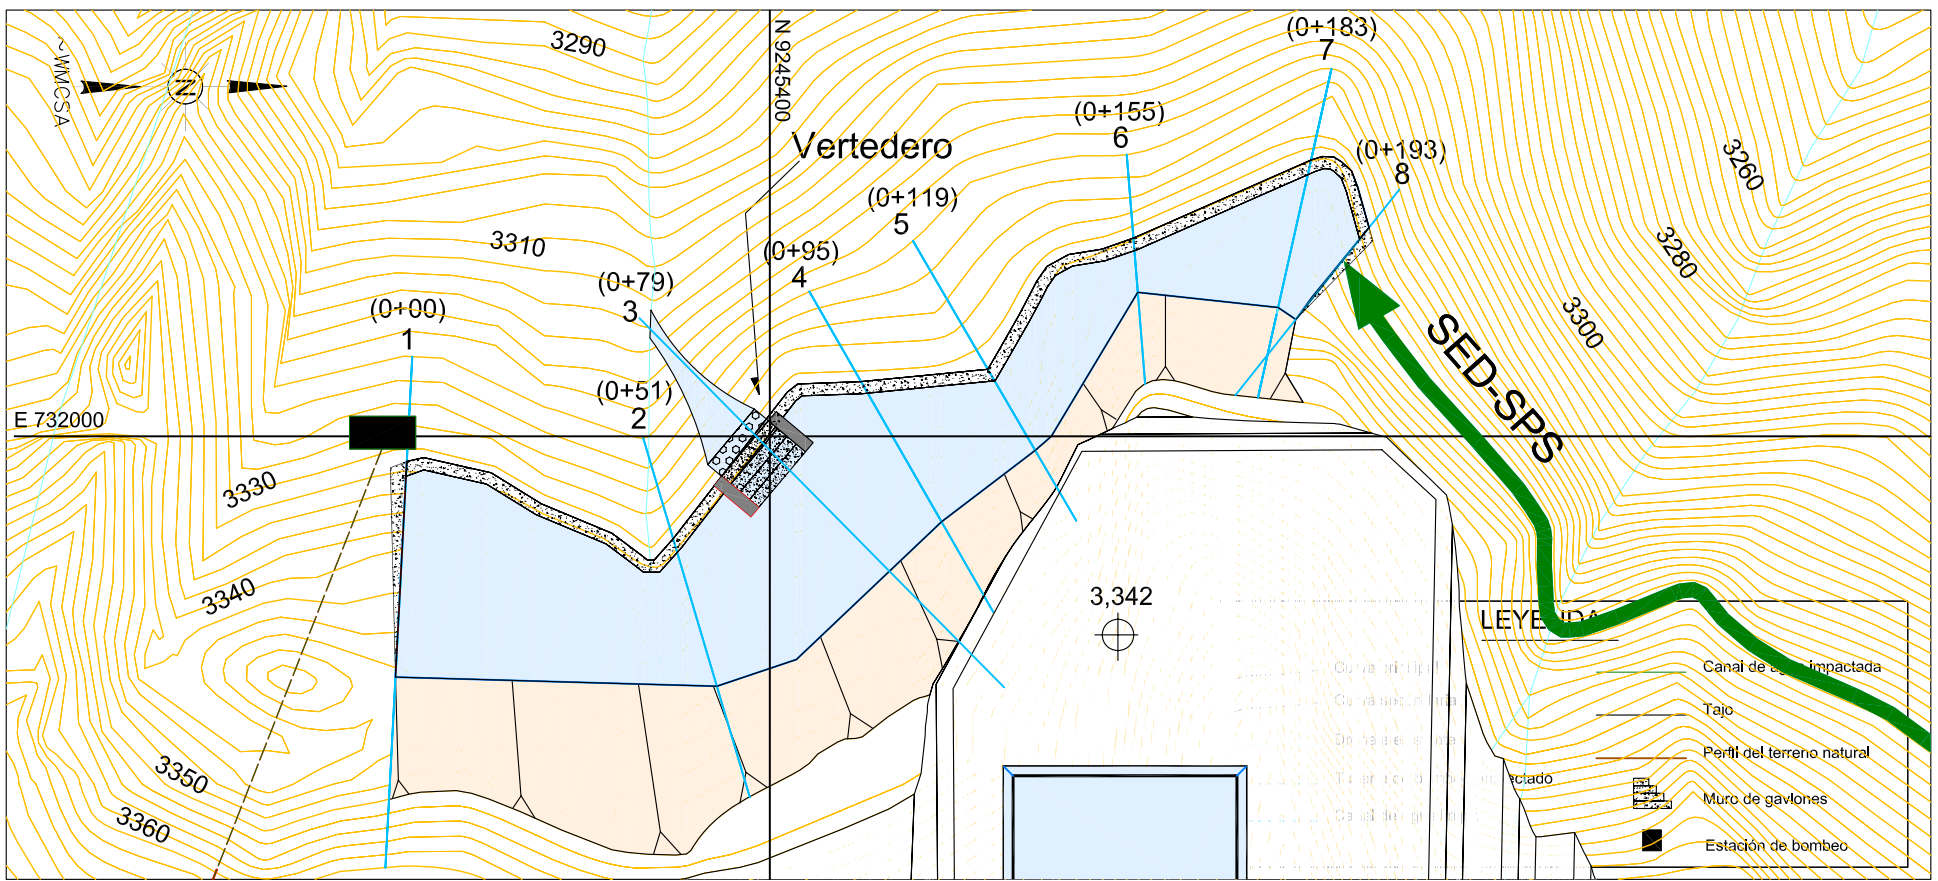 3290
N 9245400
(0+183)
7
(0+155)
6
Vertedero
(0+193)
8
3260
(0+119)
5
3310
(0+95)
4
3280
(0+79)
3
(0+00)
1
3300
SED-SPS
(0+51)
2
E 732000
3330
3340
3,342
LEYENDA
Canal de agua impactada
Tajo
3350
Perfil del terreno natural
3360
Muro de gaviones
Estación de bombeo